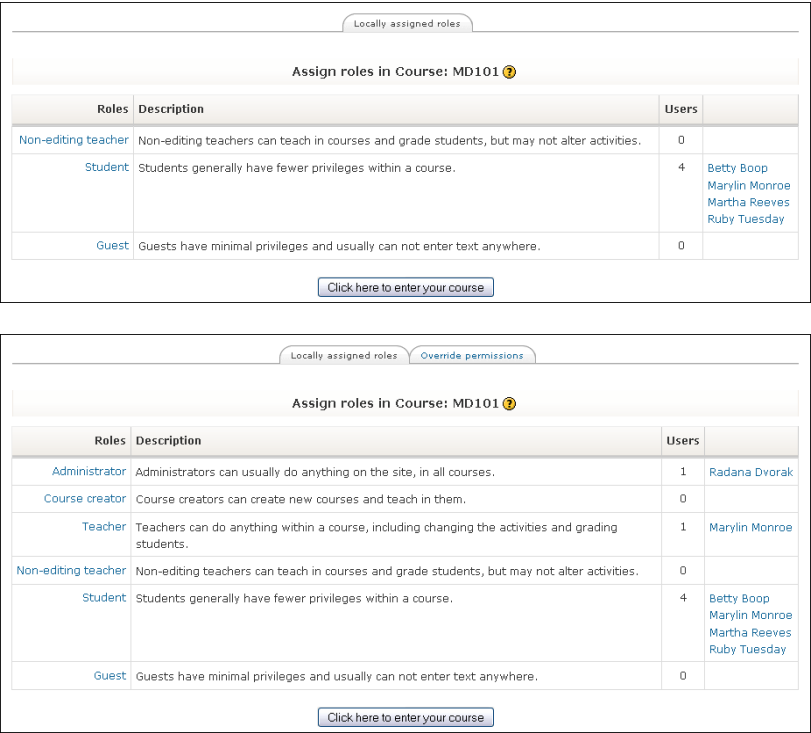 Locally assigned roles
Assign roles in Course: MD101
Roles Description Users
Non-editing teacher Non-editing teachers can teach in courses and grade students, but may not alter activities. 0
Student Students generally have fewer privileges within a course. 4 Betty Boop
Marylin Monroe
Martha Reeves
Ruby Tuesday
Guest Guests have minimal privileges and usually can not enter text anywhere. 0
Click here to enter your course
Locally assigned roles Override permissions
Assign roles in Course: MD101
Roles Description Users
Administrator Administrators can usually do anything on the site, in all courses. 1 Radana Dvorak
Course creator Course creators can create new courses and teach in them. 0
Teacher Teachers can do anything within a course, including changing the activities and grading 1 Marylin Monroe
students.
Non-editing teacher Non-editing teachers can teach in courses and grade students, but may not alter activities. 0
Student Students generally have fewer privileges within a course. 4 Betty Boop
Marylin Monroe
Martha Reeves
Ruby Tuesday
Guest Guests have minimal privileges and usually can not enter text anywhere. 0
Click here to enter your course